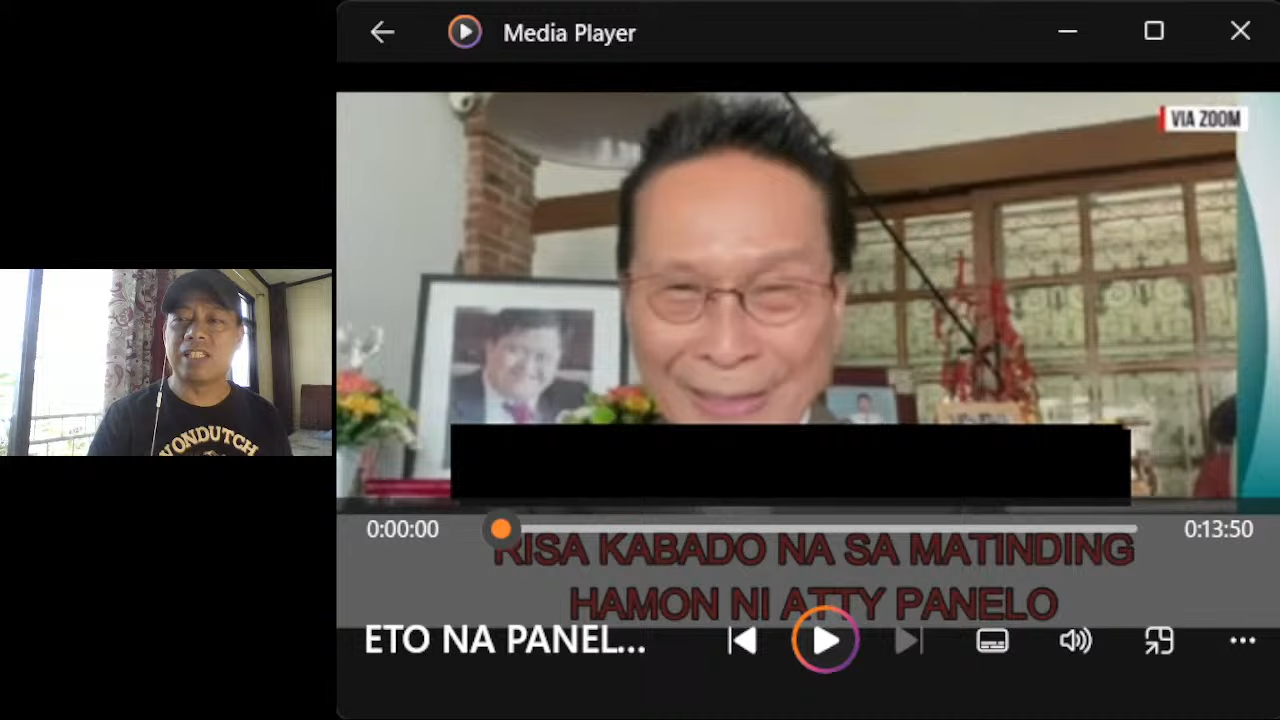 Media Player
VIA ZOOM
VONDUTCH
0:00:00
0:13:50
RISA KABADO NA SA MATINDING
HAMON NI ATTY PANELO
ETO NA PANEL...